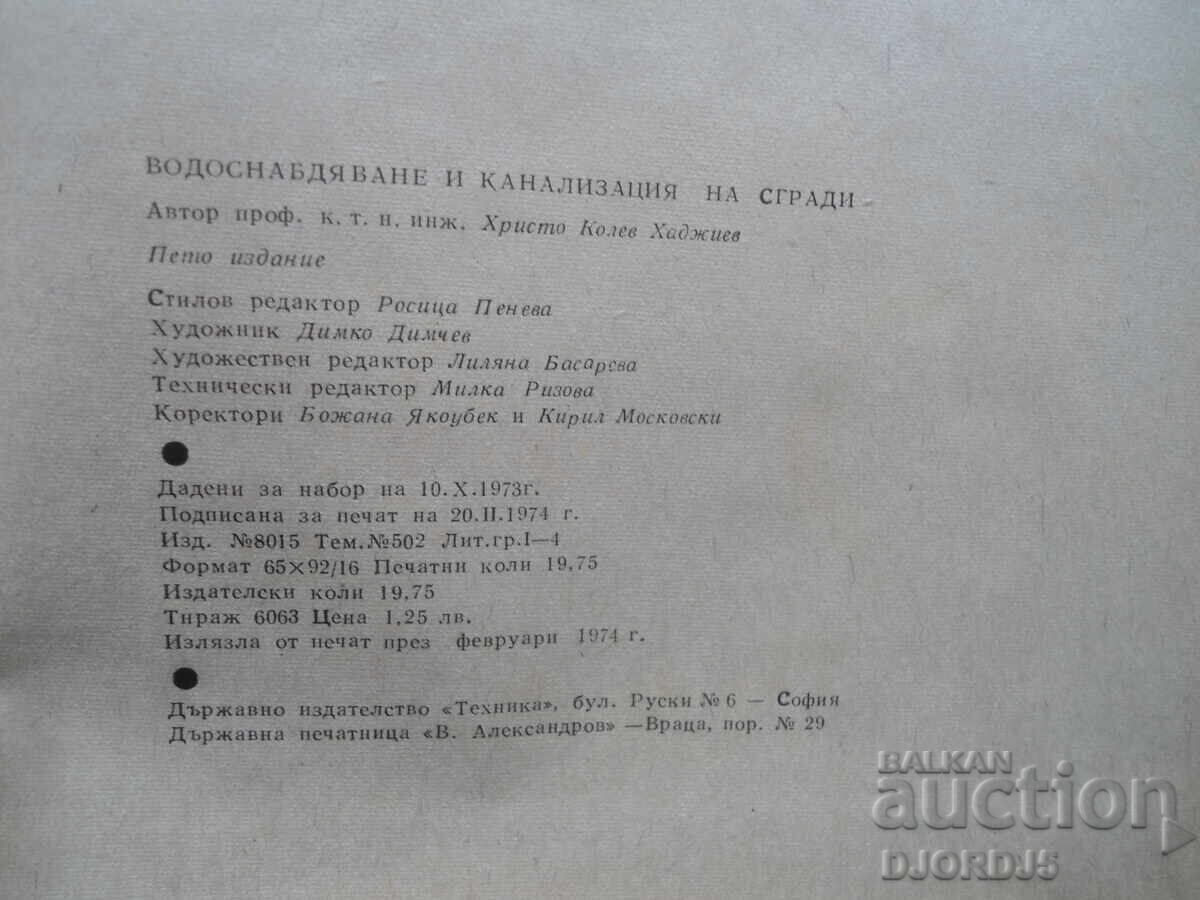 ВОДОСНАБДЯВАНЕ И КАНАЛИЗАЦИЯ НА СГРАДИ
Автор проф. к. т. н. инж. Христо Колев Хаджиев
Пето издание
Стилов редактор Росица Пенева
Художник Димко Димчев
Художествен редактор Лиляна Басарева
Технически редактор Милка Ризова
Коректори Божана Якоубек и Кирил Московски
Дадени за набор на 10.X.1973г.
Подписана за печат на 20.II.1974 г.
Изд. №8015 Тем.№502 Лит.гр.I—4
Формат 65×92/16 Печатни коли 19,75
Издателски коли 19,75
Тираж 6063 Цена 1,25 лв.
Излязла от печат през февруари 1974 г.
Държавно издателство «Техника», бул. Руски № 6 — София
Държавна печатница «В. Александров» —Враца, пор. № 29
BALKAN
auction
DJORDJ5